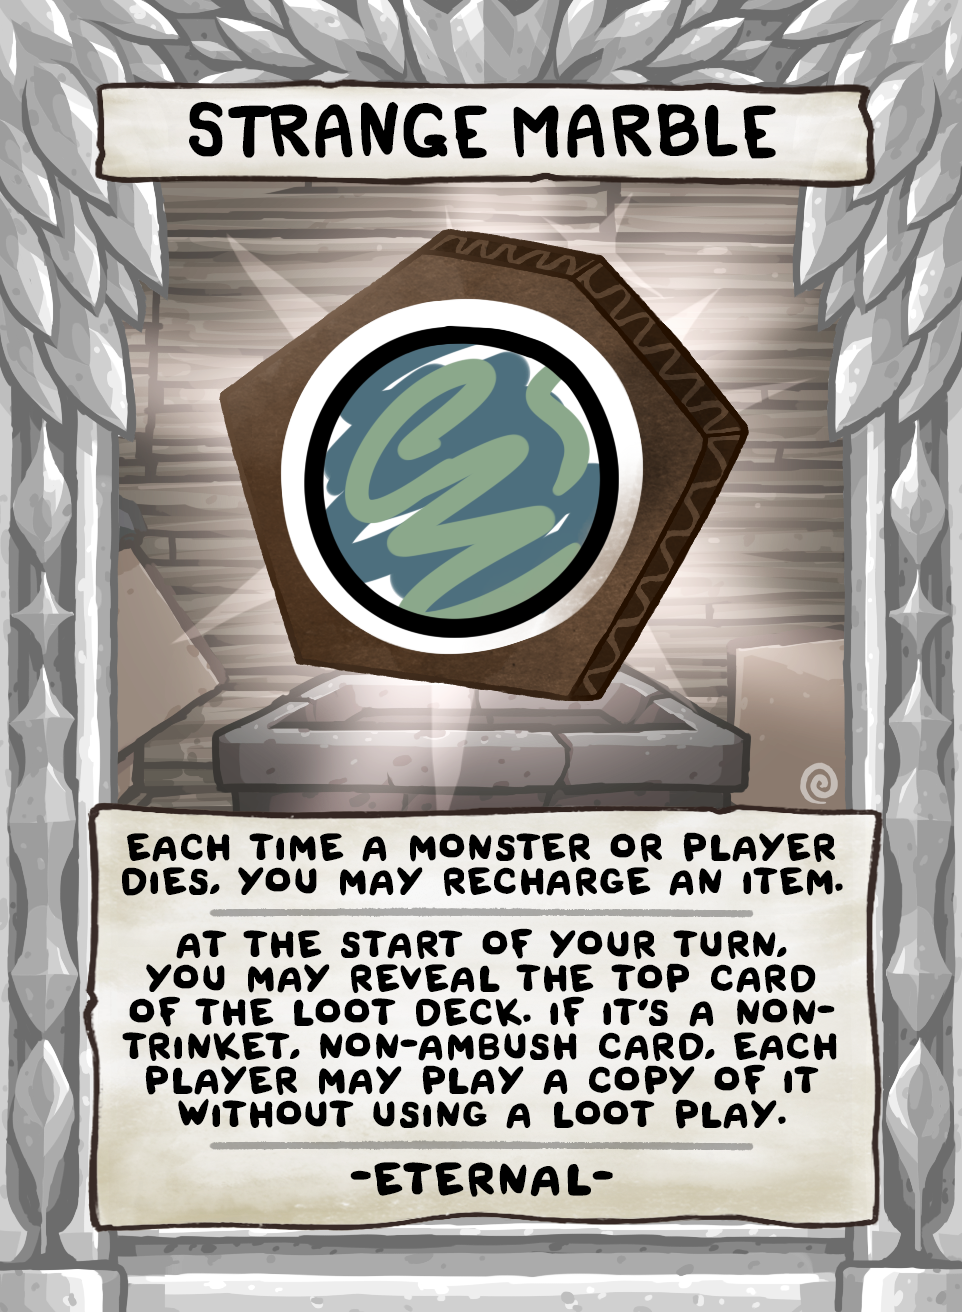 STRANGE MARBLE
EACH TIME A MONSTER OR PLAYER
DIES, YOU MAY RECHARGE AN ITEM.
AT THE START OF YOUR TURN,
YOU MAY REVEAL THE TOP CARD
OF THE LOOT DECK. IF IT'S A NON-
TRINKET, NON-AMBUSH CARD, EACH
PLAYER MAY PLAY A COPY OF IT
WITHOUT USING A LOOT PLAY.
-ETERNAL-